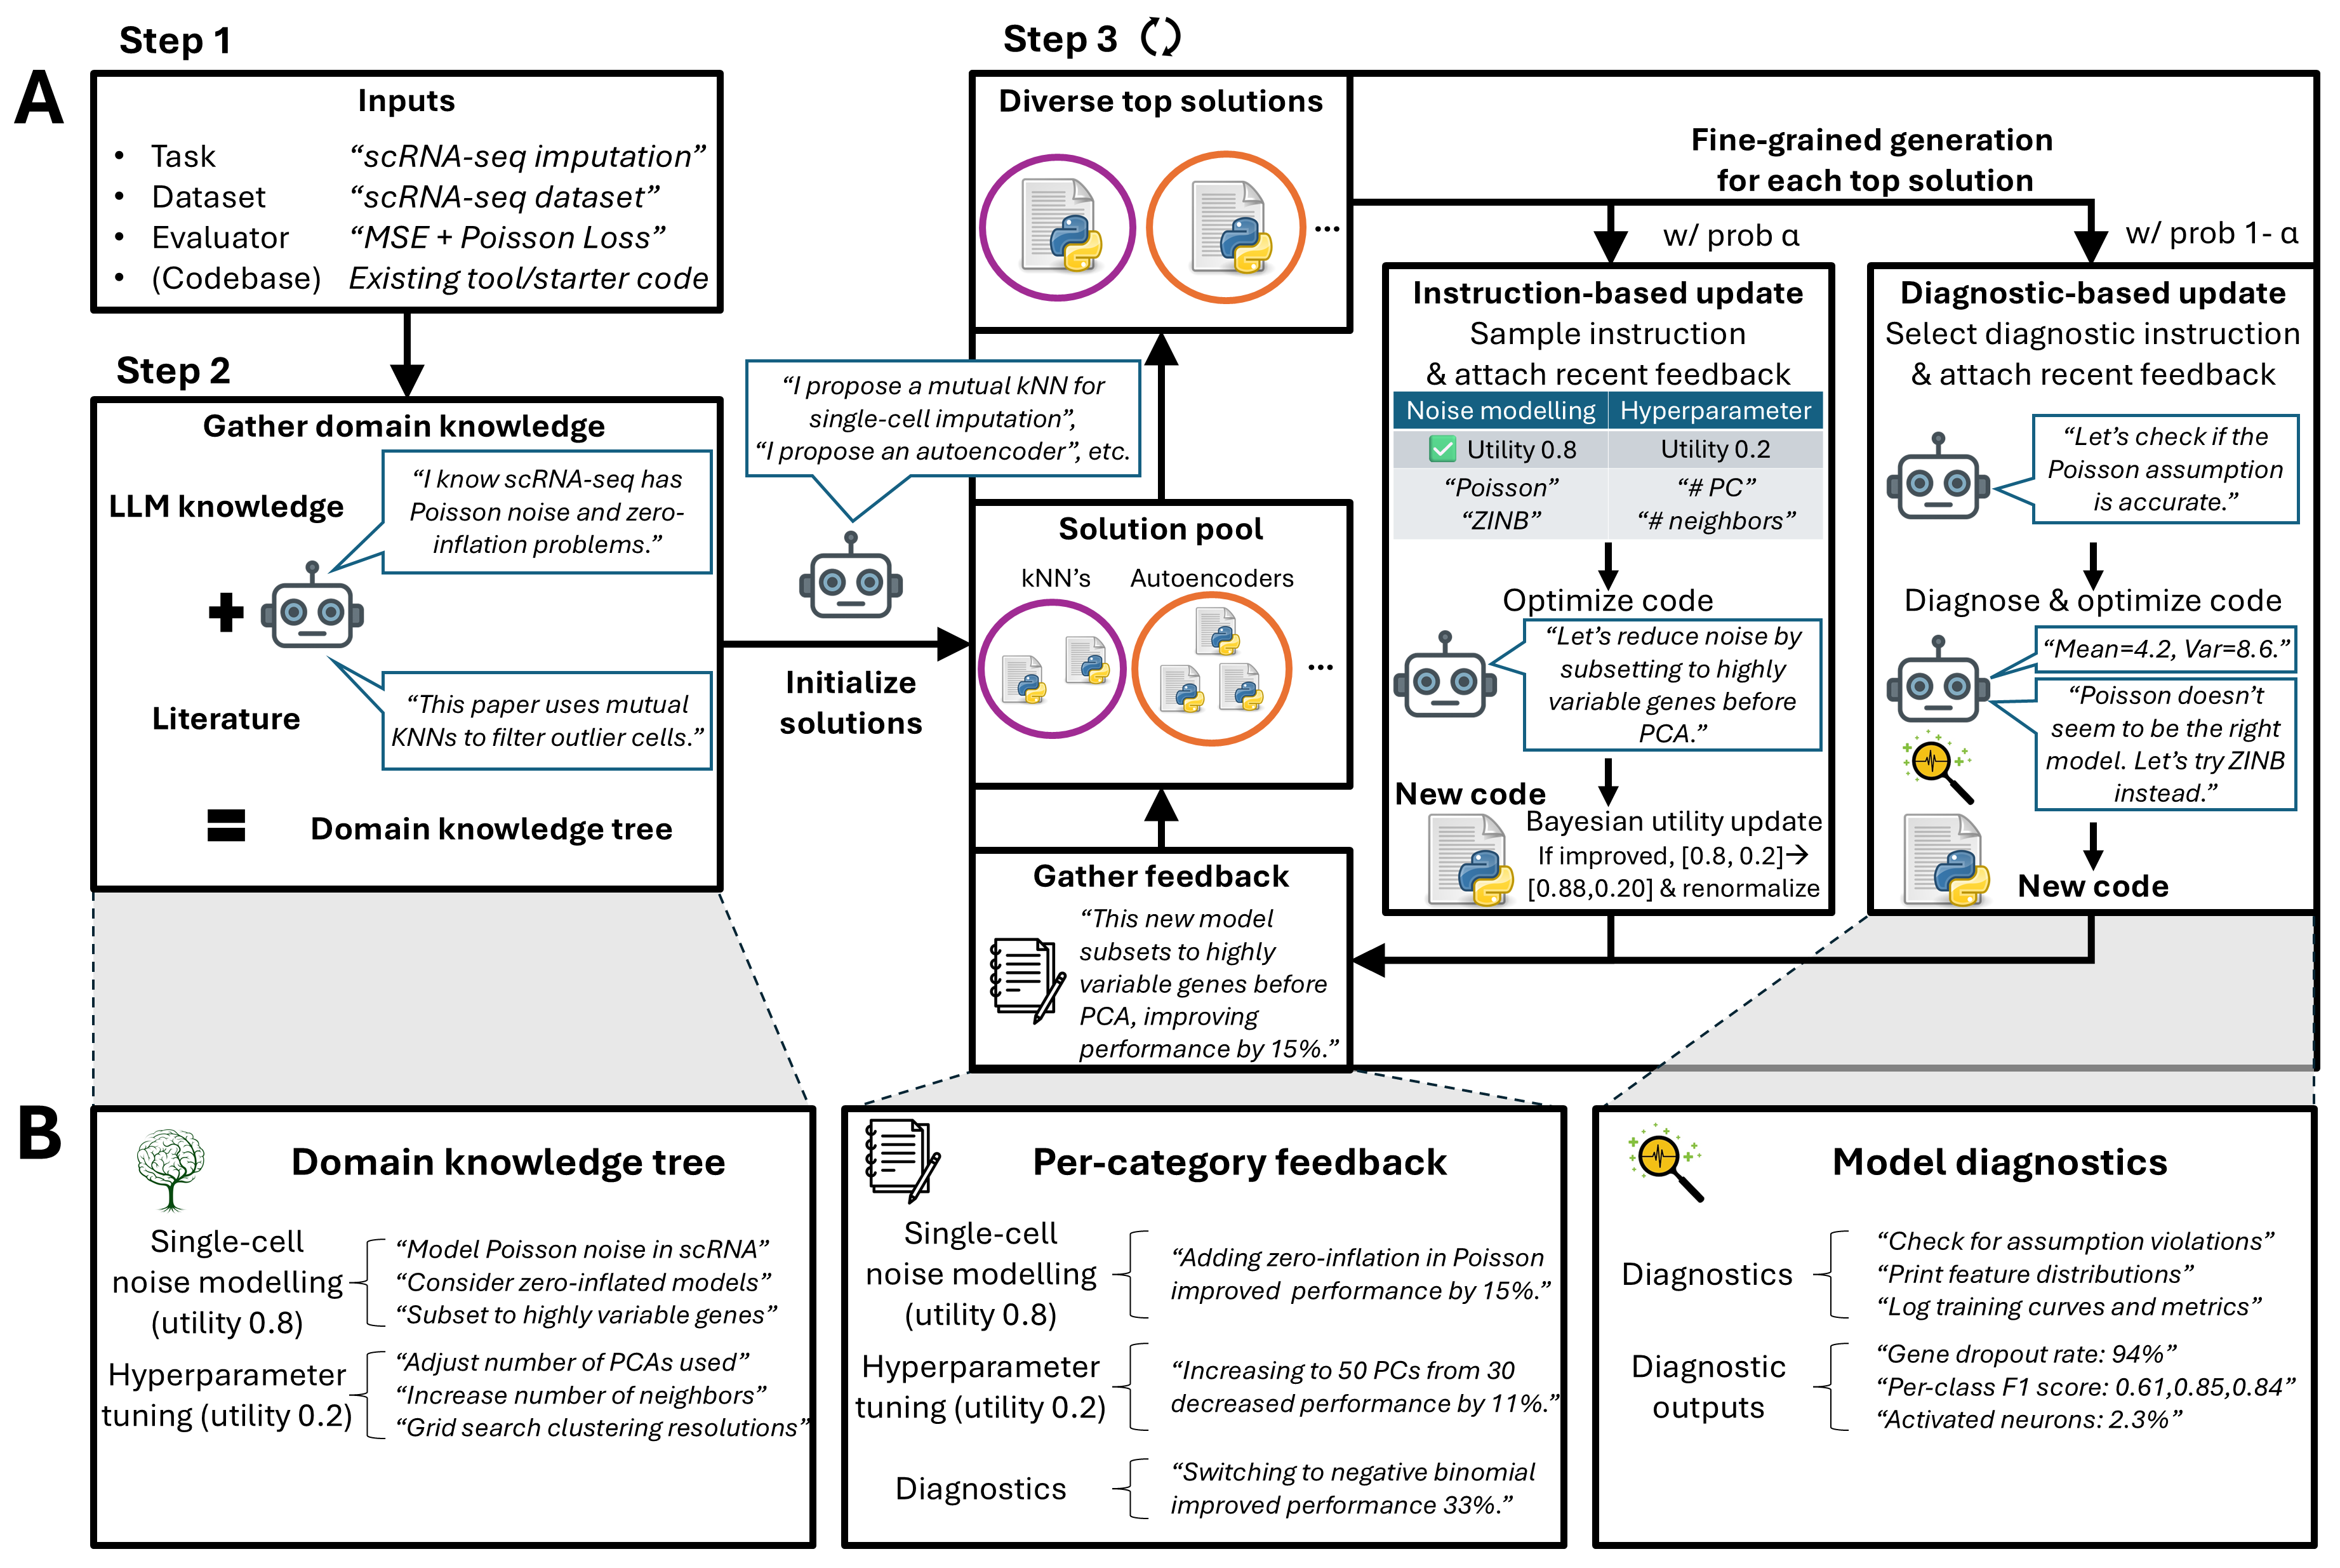 A
Step 1
Inputs
• Task “scRNA-seq imputation”
• Dataset “scRNA-seq dataset”
• Evaluator “MSE + Poisson Loss”
• (Codebase) Existing tool/starter code
Step 2
Gather domain knowledge
LLM knowledge
“I know scRNA-seq has
Poisson noise and zero-
inflation problems.”
+
Literature
“This paper uses mutual
KNNs to filter outlier cells.”
= Domain knowledge tree
“I propose a mutual kNN for
single-cell imputation”,
“I propose an autoencoder”, etc.
Initialize
solutions
Step 3
Diverse top solutions
...
Solution pool
kNN’s Autoencoders
...
Gather feedback
“This new model
subsets to highly
variable genes before
PCA, improving
performance by 15%.”
Fine-grained generation
for each top solution
w/ prob α
w/ prob 1- α
Instruction-based update
Sample instruction
& attach recent feedback
Noise modelling Hyperparameter
Utility 0.8 Utility 0.2
“Poisson” “# PC”
“ZINB” “# neighbors”
Optimize code
“Let’s reduce noise by
subsetting to highly
variable genes before
PCA.”
New code
Bayesian utility update
If improved, [0.8, 0.2]→
[0.88,0.20] & renormalize
Diagnostic-based update
Select diagnostic instruction
& attach recent feedback
“Let’s check if the
Poisson assumption
is accurate.”
Diagnose & optimize code
“Mean=4.2, Var=8.6.”
“Poisson doesn’t
seem to be the right
model. Let’s try ZINB
instead.”
New code
B
Domain knowledge tree
Single-cell
noise modelling
(utility 0.8)
“Model Poisson noise in scRNA”
“Consider zero-inflated models”
“Subset to highly variable genes”
Hyperparameter
tuning (utility 0.2)
“Adjust number of PCAs used”
“Increase number of neighbors”
“Grid search clustering resolutions”
Per-category feedback
Single-cell
noise modelling
(utility 0.8)
“Adding zero-inflation in Poisson
improved performance by 15%.”
Hyperparameter
tuning (utility 0.2)
“Increasing to 50 PCs from 30
decreased performance by 11%.”
Diagnostics
“Switching to negative binomial
improved performance 33%.”
Model diagnostics
Diagnostics
“Check for assumption violations”
“Print feature distributions”
“Log training curves and metrics”
Diagnostic
outputs
“Gene dropout rate: 94%”
“Per-class F1 score: 0.61,0.85,0.84”
“Activated neurons: 2.3%”